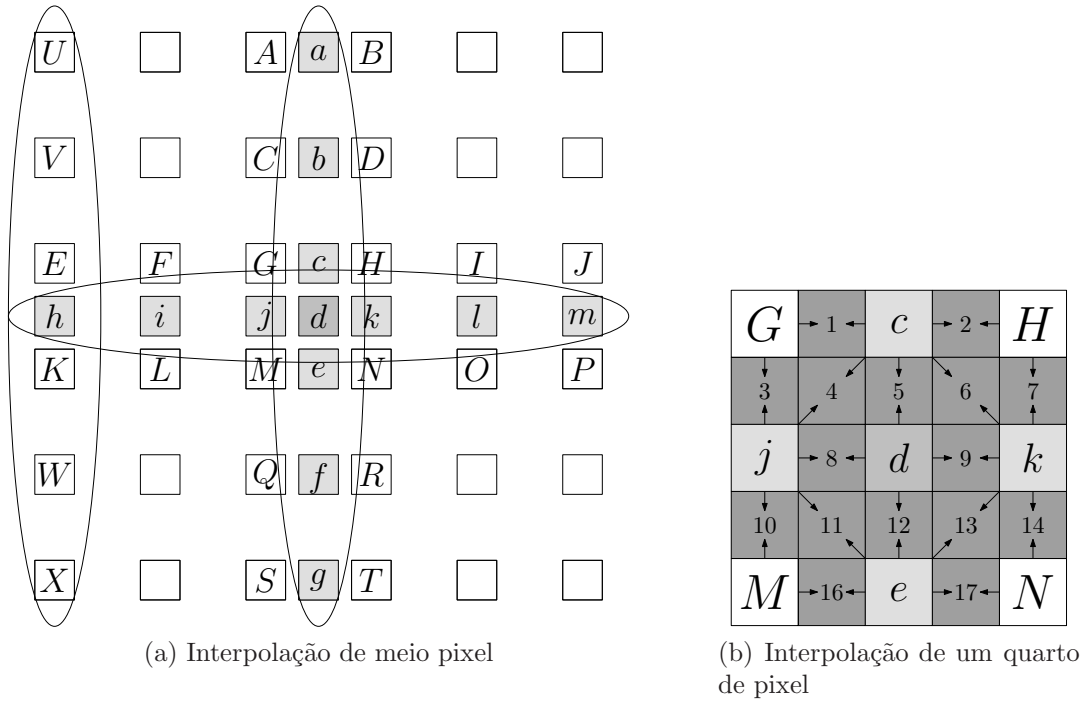 U A a B
V C b D
E F G c H I J
h i j d k l m
K L M e N O P
W Q f R
X S g T
(a) Interpolação de meio pixel
G 1 c 2 H
3 4 5 6 7
j 8 d 9 k
10 11 12 13 14
M 16 e 17 N
(b) Interpolação de um quarto
de pixel